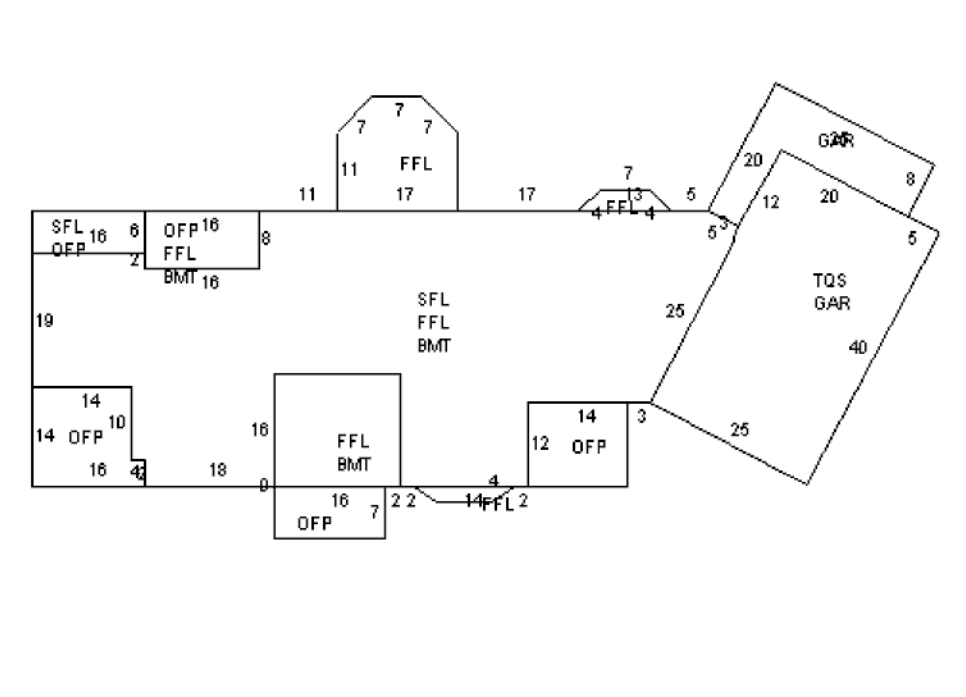 7
7 7
GAR
20
8
FFL
11
12
20
7
11 17 17 13 5
4 FFL 4
SFL 16 6
OFP
OFP 16 8
FFL
BMT 16
2
5 3
5
TQS
GAR
SFL
FFL
BMT
25
19
40
14
10
14 OFP
16 4
18
16
FFL
BMT
14
12 OFP
3
25
0
16 7
OFP
2 2
4
14 FFL 2